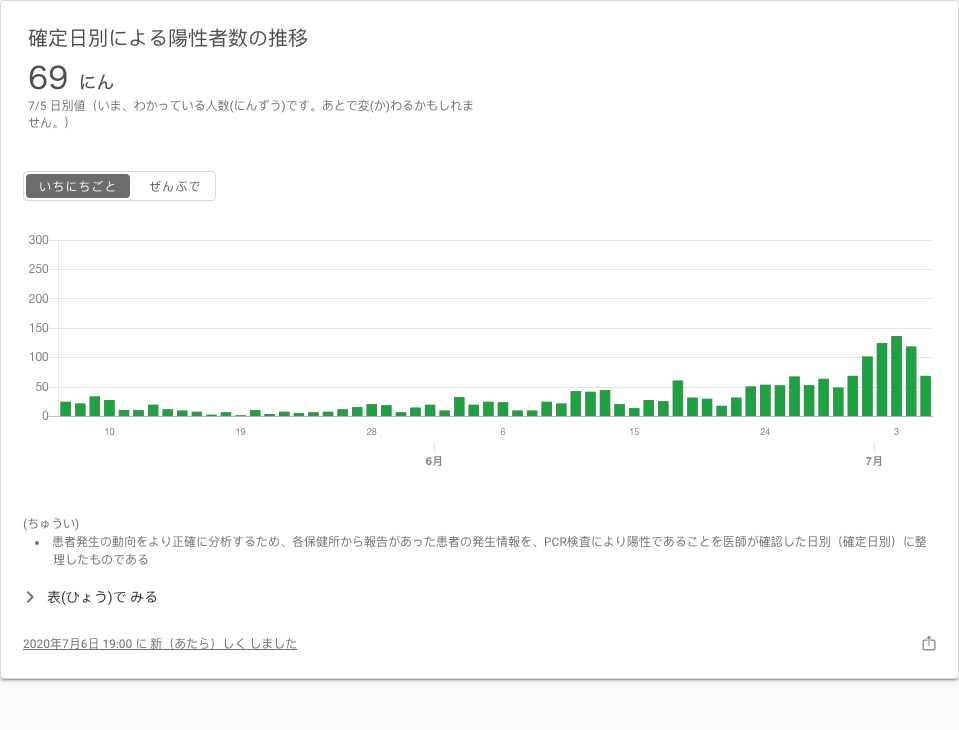 確定日別による陽性者数の推移
69 にん
7/5 日別値（いま、わかっている人数(にんずう)です。あとで変(か)わるかもしれま
せん。）
いちにちごと ぜんぶで
300
250
200
150
100
50
0
10 19 28 6 15 24 3
6月 7月
(ちゅうい)
• 患者発生の動向をより正確に分析するため、各保健所から報告があった患者の発生情報を、PCR検査により陽性であることを医師が確認した日別（確定日別）に整
理したものである
表(ひょう)で みる
2020年7月6日 19:00 に 新（あたら）しく しました